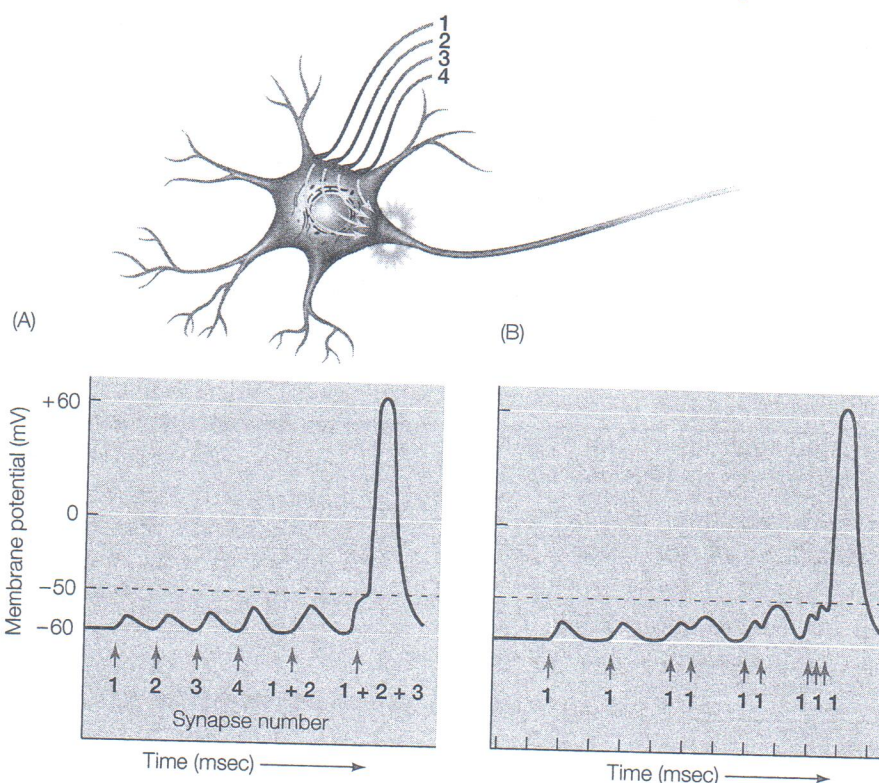 1
2
3
4
(A)
(B)
Membrane potential (mV)
+60
0
−50
−60
1 2 3 4 1 + 2 1 + 2 + 3
Synapse number
Time (msec)
1 1 1 1 1 1 1 1 1
Time (msec)